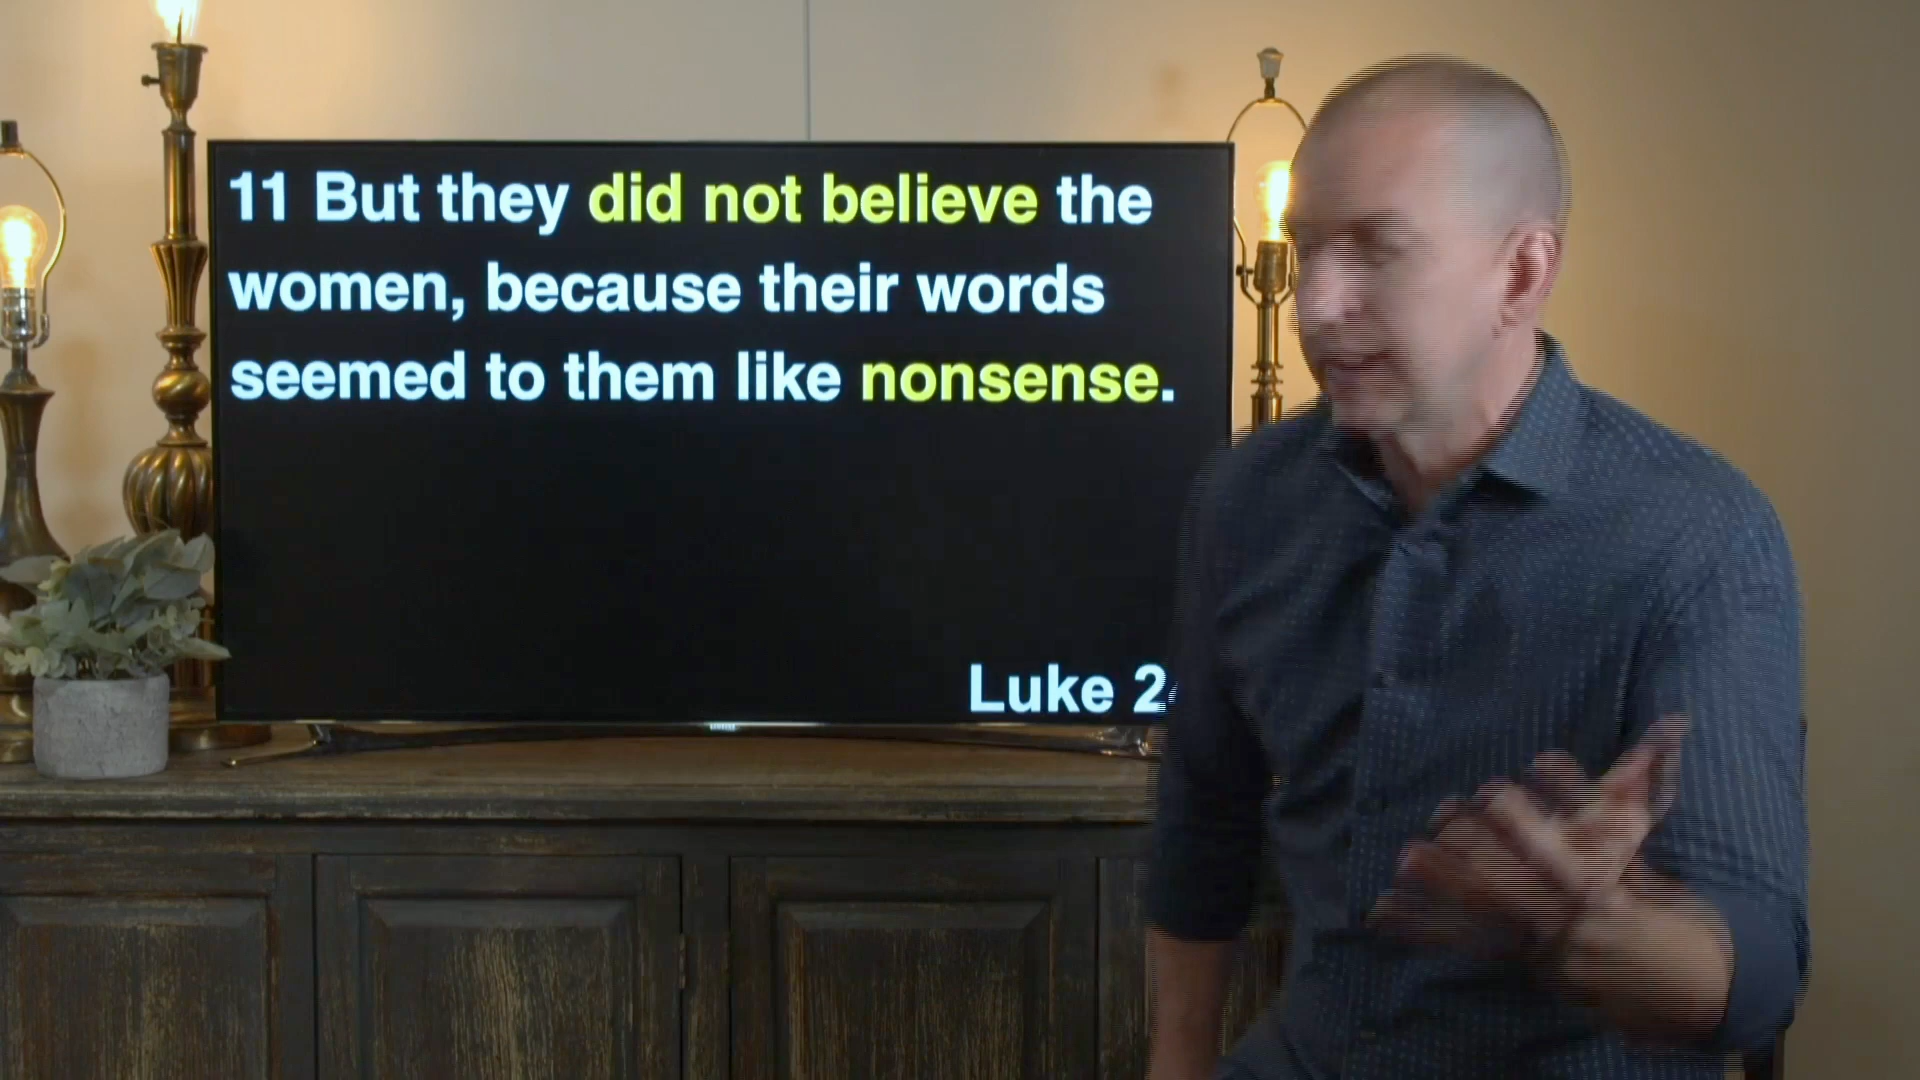 11 But they did not believe the
women, because their words
seemed to them like nonsense.
Luke 2